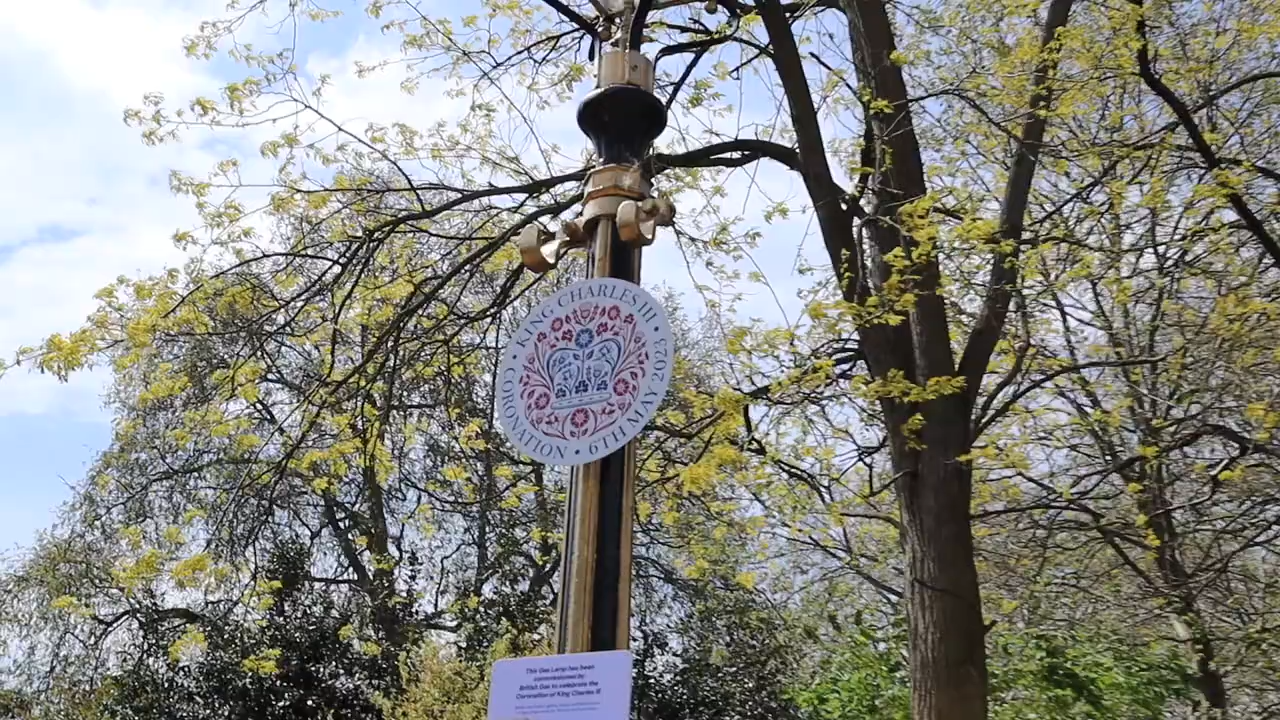 • KING CHARLES III • 6TH MAY 2023 • CORONATION
This Gas Lamp has been
commissioned by
British Gas to celebrate the
Coronation of King Charles III